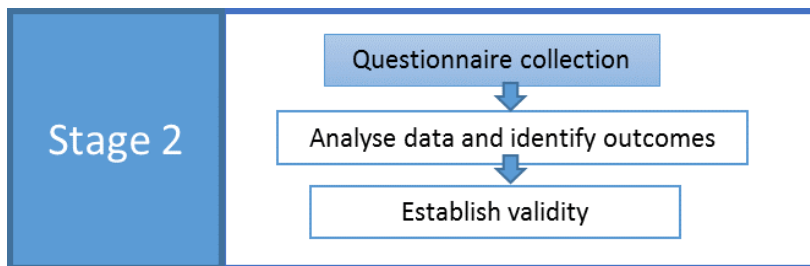 Stage 2
Questionnaire collection
Analyse data and identify outcomes
Establish validity